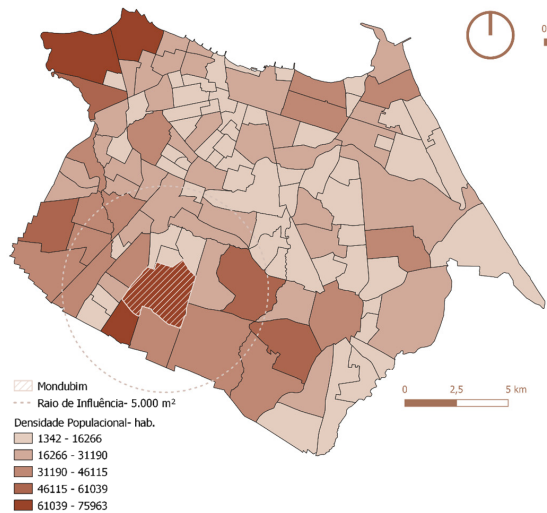 0
0 2,5 5 km
Mondubim
Raio de Influência- 5.000 m²
Densidade Populacional- hab.
1342 - 16266
16266 - 31190
31190 - 46115
46115 - 61039
61039 - 75963